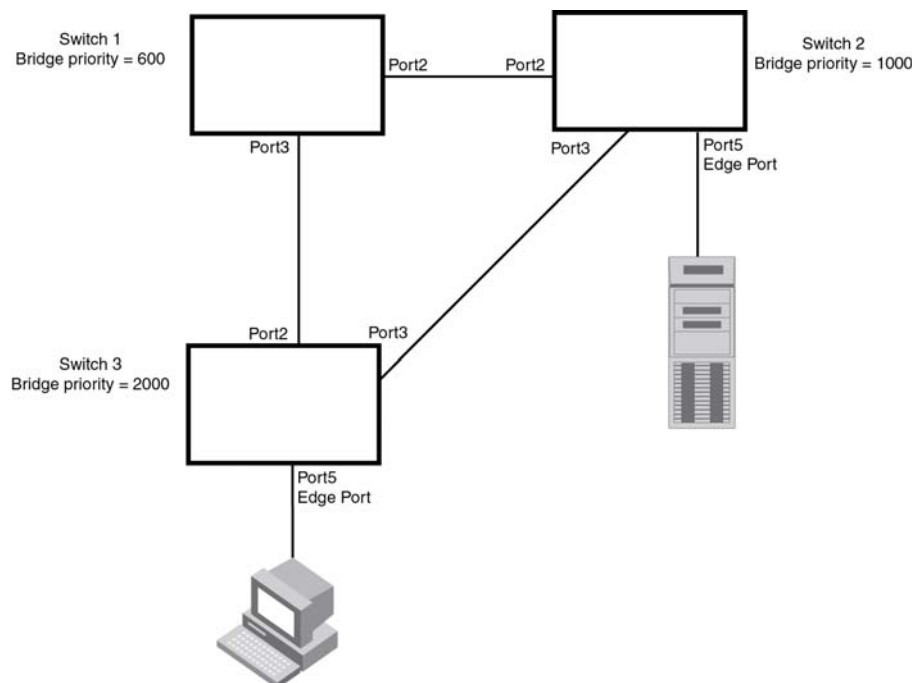 Switch 1
Bridge priority = 600
Switch 2
Bridge priority = 1000
Port2
Port2
Port3
Port3
Port5
Edge Port
Port2
Port3
Switch 3
Bridge priority = 2000
Port5
Edge Port